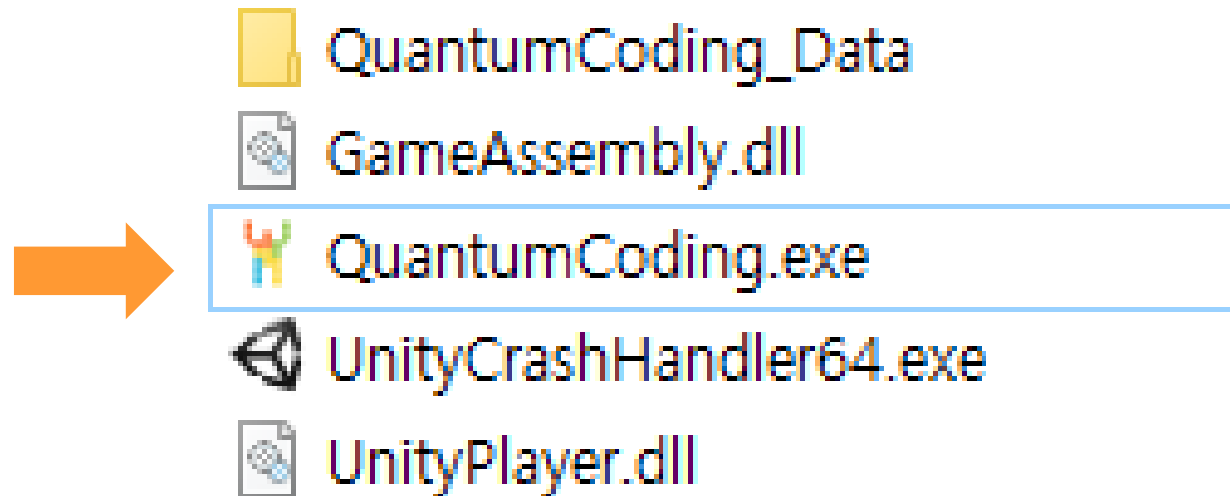 QuantumCoding_Data
GameAssembly.dll
QuantumCoding.exe
UnityCrashHandler64.exe
UnityPlayer.dll